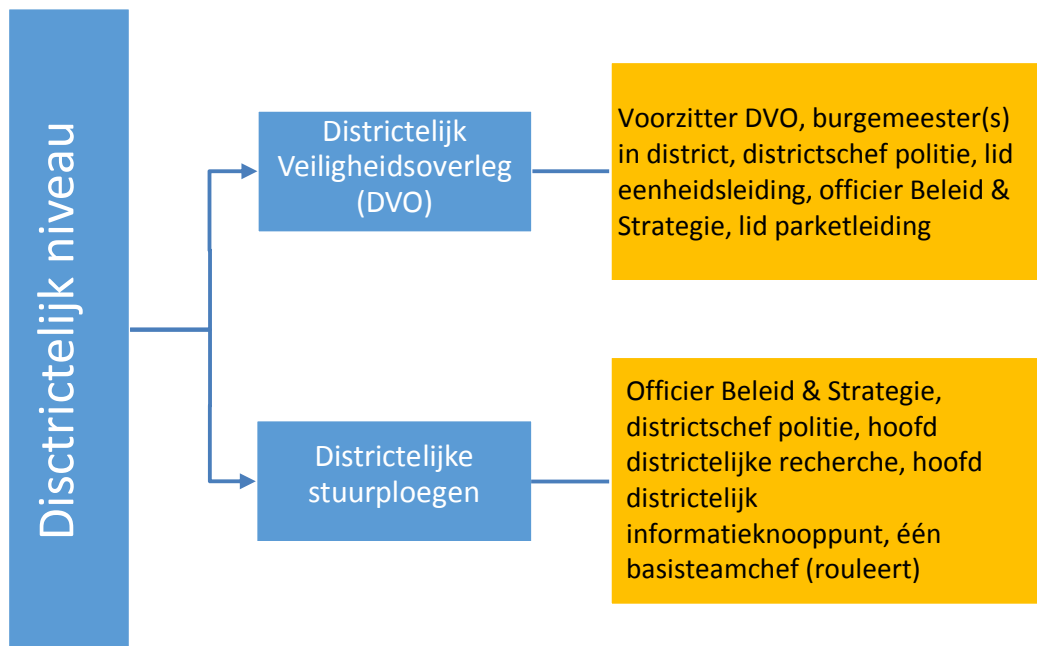 Disctrictelijk niveau
Districtelijk
Veiligheidsoverleg
(DVO)
Voorzitter DVO, burgemeester(s)
in district, districtschef politie, lid
eenheidsleiding, officier Beleid &
Strategie, lid parketleiding
Districtelijke
stuurploegen
Officier Beleid & Strategie,
districtschef politie, hoofd
districtelijke recherche, hoofd
districtelijk
informatieknooppunt, één
basisteamchef (rouleert)